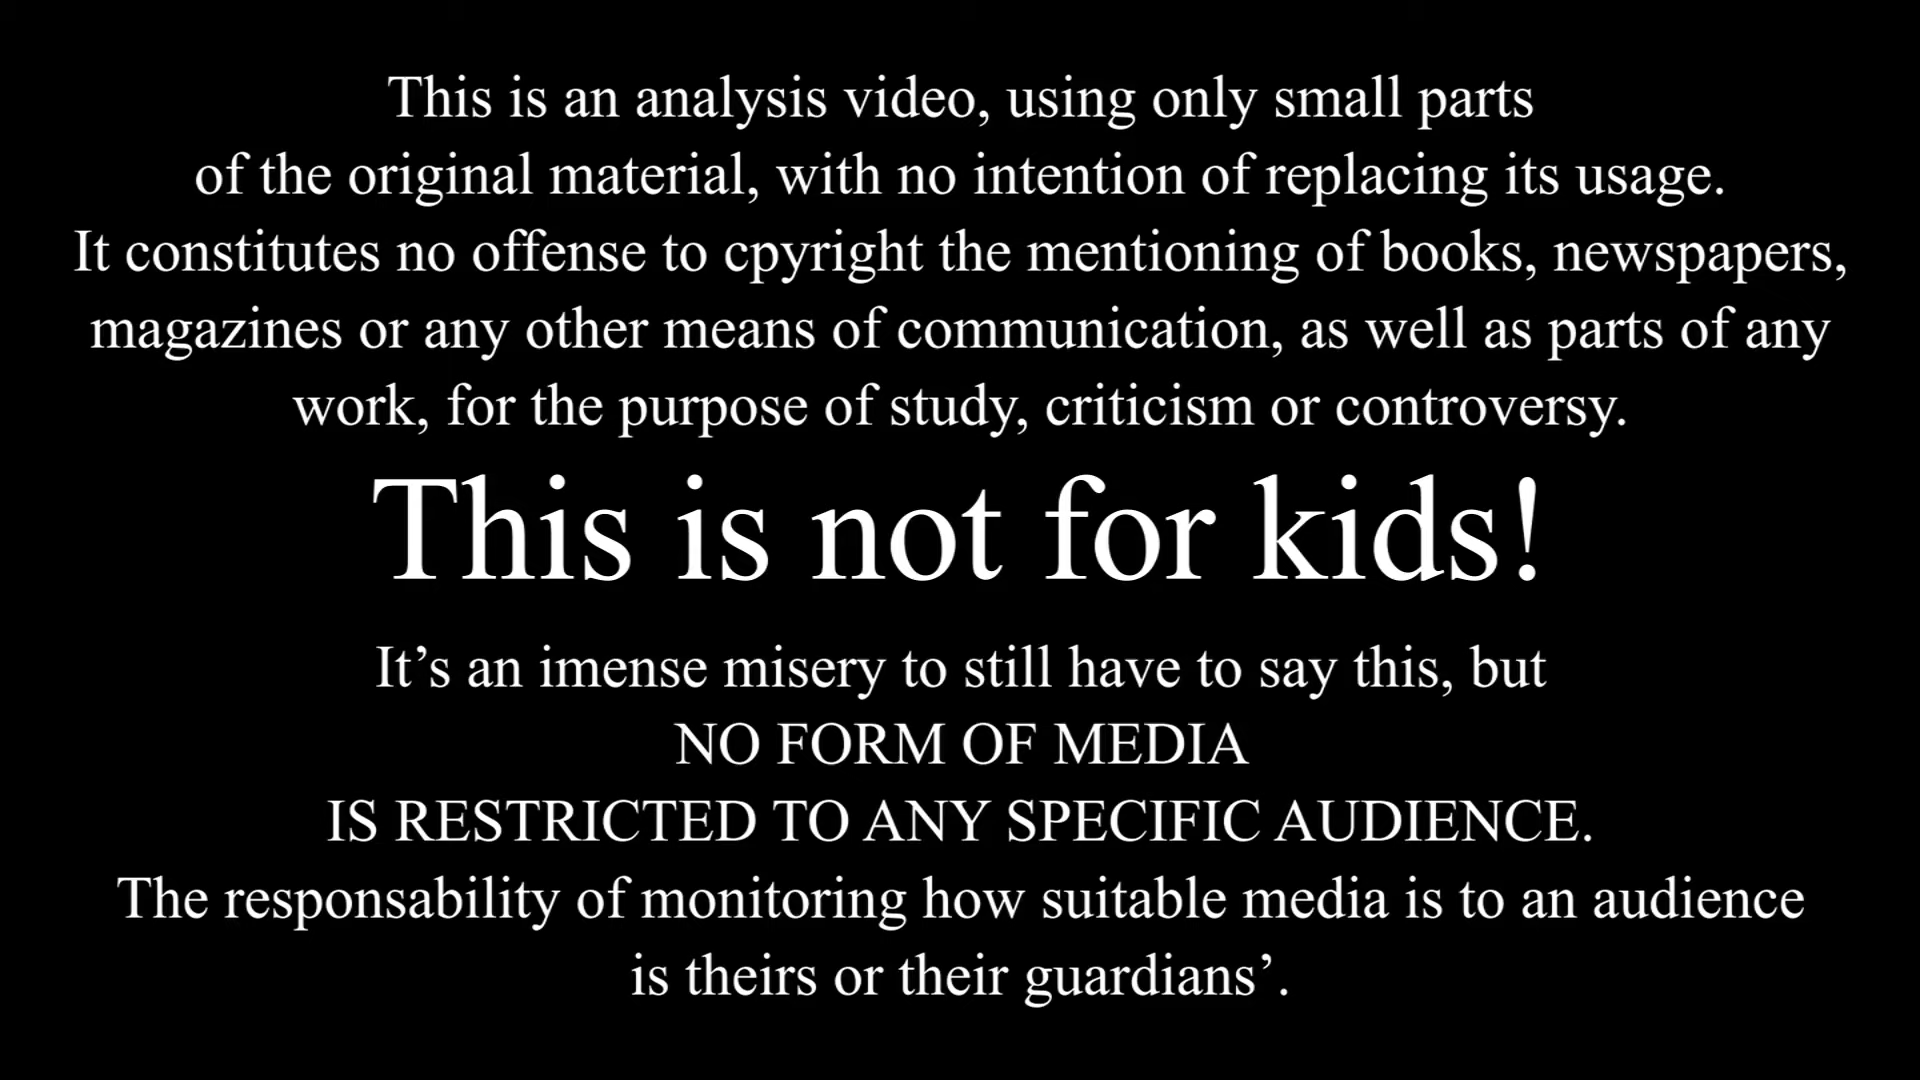 This is an analysis video, using only small parts
of the original material, with no intention of replacing its usage.
It constitutes no offense to cpyright the mentioning of books, newspapers,
magazines or any other means of communication, as well as parts of any
work, for the purpose of study, criticism or controversy.
This is not for kids!
It’s an imense misery to still have to say this, but
NO FORM OF MEDIA
IS RESTRICTED TO ANY SPECIFIC AUDIENCE.
The responsability of monitoring how suitable media is to an audience
is theirs or their guardians’.